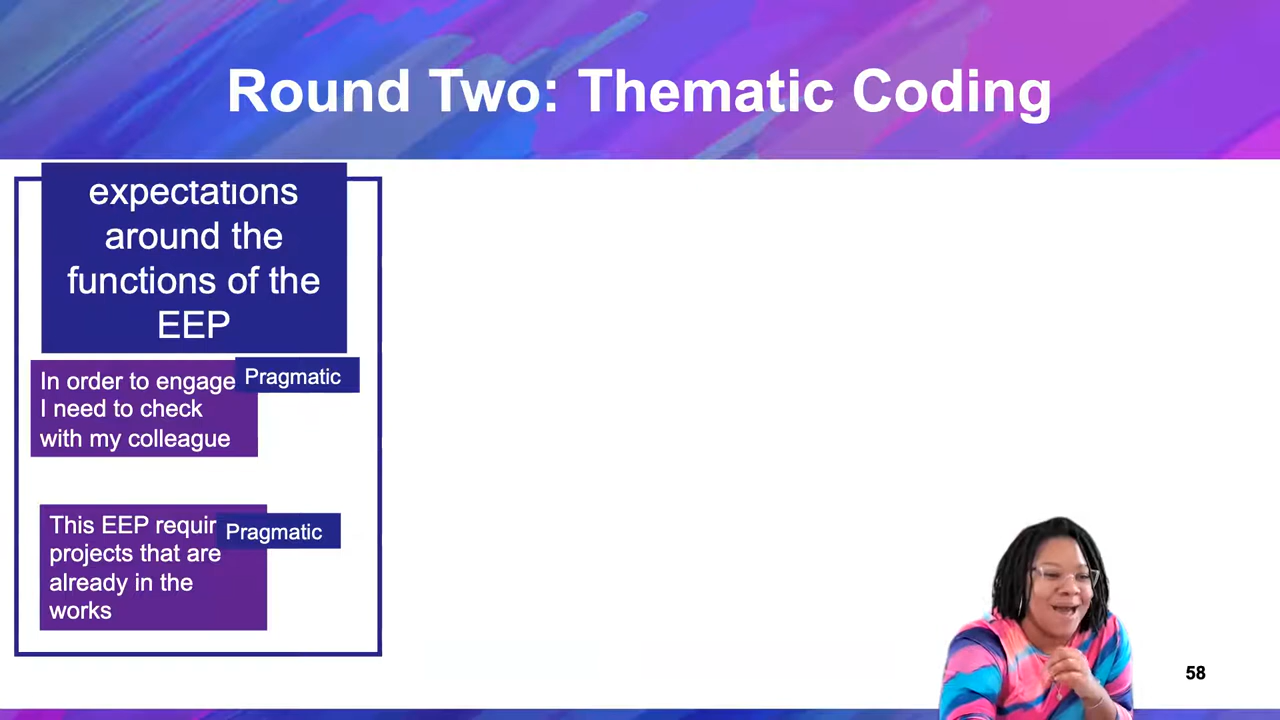 Round Two: Thematic Coding
expectations
around the
functions of the
EEP
In order to engage
I need to check
with my colleague
Pragmatic
This EEP requir
projects that are
already in the
works
Pragmatic
58